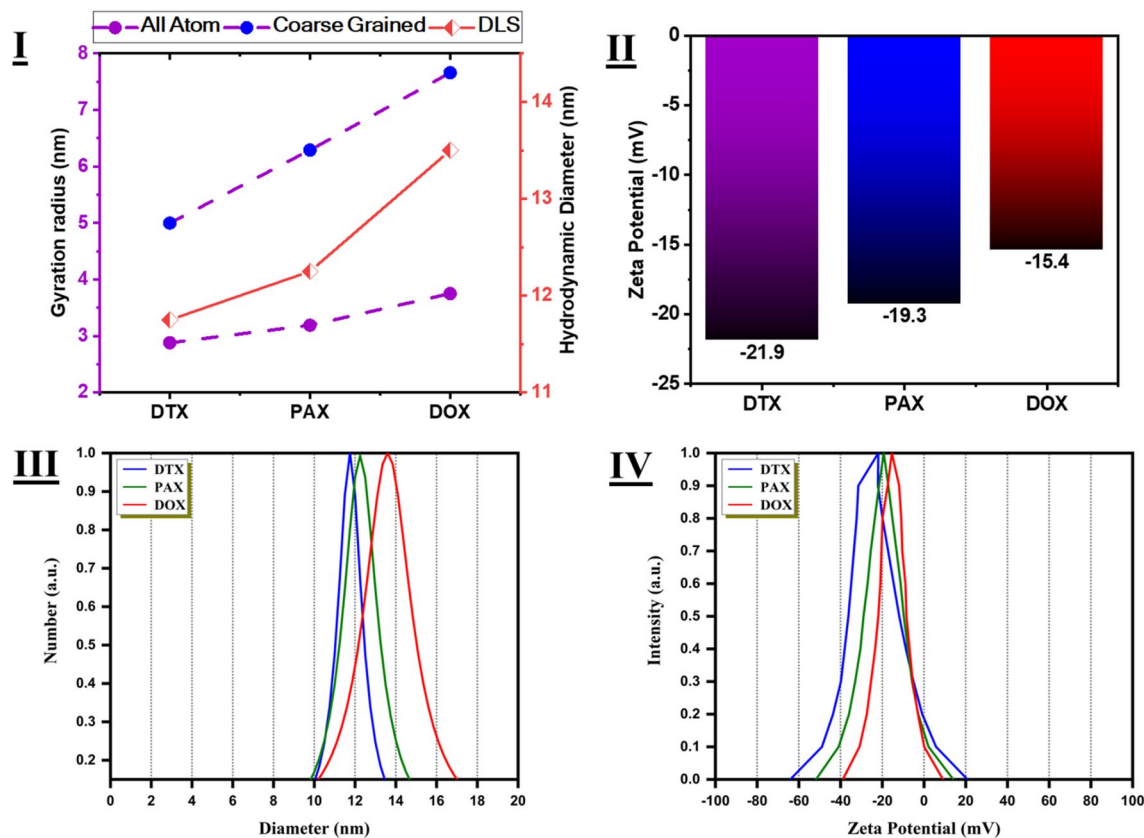 I
All Atom Coarse Grained DLS
8
7
6
5
4
3
2
Gyration radius (nm)
14
13
12
11
Hydrodynamic Diameter (nm)
DTX PAX DOX
II
0
-5
-10
-15
-20
-25
Zeta Potential (mV)
-21.9
-19.3
-15.4
DTX PAX DOX
III
DTX
PAX
DOX
1.0
0.9
0.8
0.7
0.6
0.5
0.4
0.3
0.2
Number (a.u.)
0 2 4 6 8 10 12 14 16 18 20
Diameter (nm)
IV
DTX
PAX
DOX
1.0
0.9
0.8
0.7
0.6
0.5
0.4
0.3
0.2
0.1
0.0
Intensity (a.u.)
-100 -80 -60 -40 -20 0 20 40 60 80 100
Zeta Potential (mV)